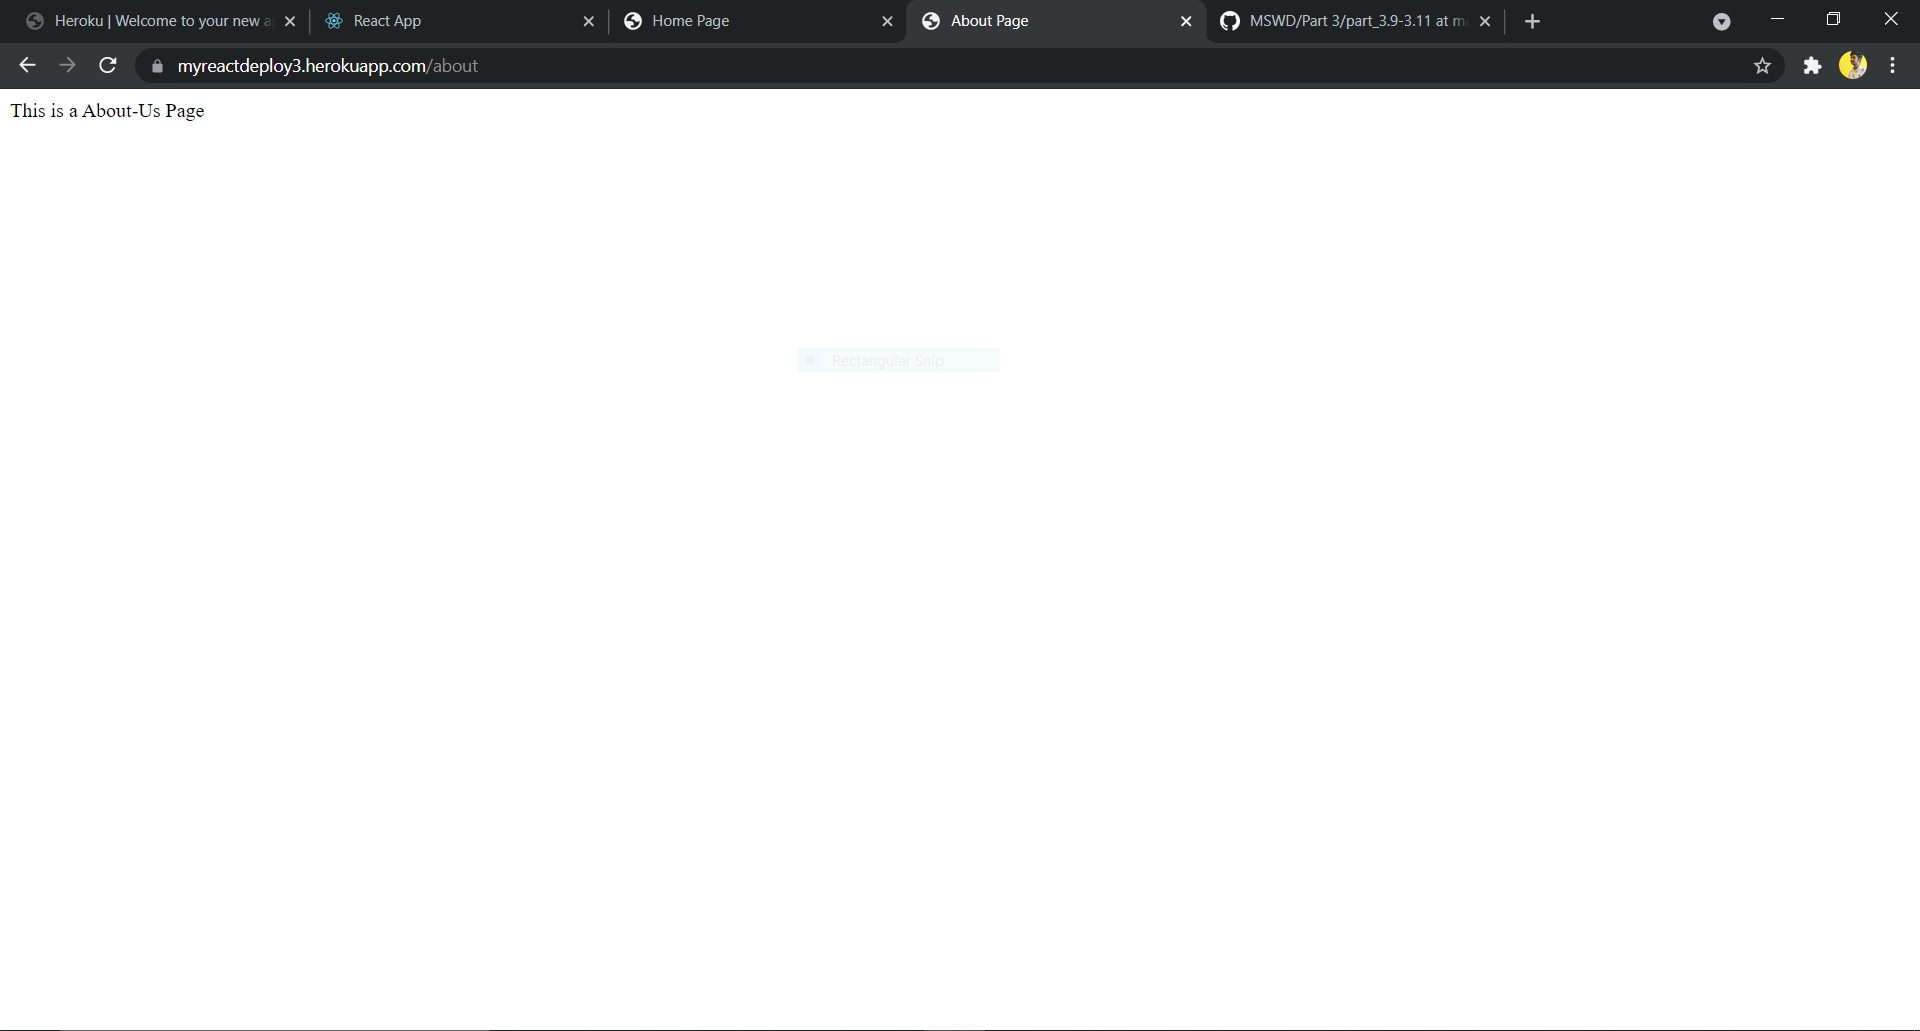 Heroku | Welcome to your new a
React App
Home Page
About Page
MSWD/Part 3/part_3.9-3.11 at ma
myreactdeploy3.herokuapp.com/about
This is a About-Us Page
Rectangular Snip